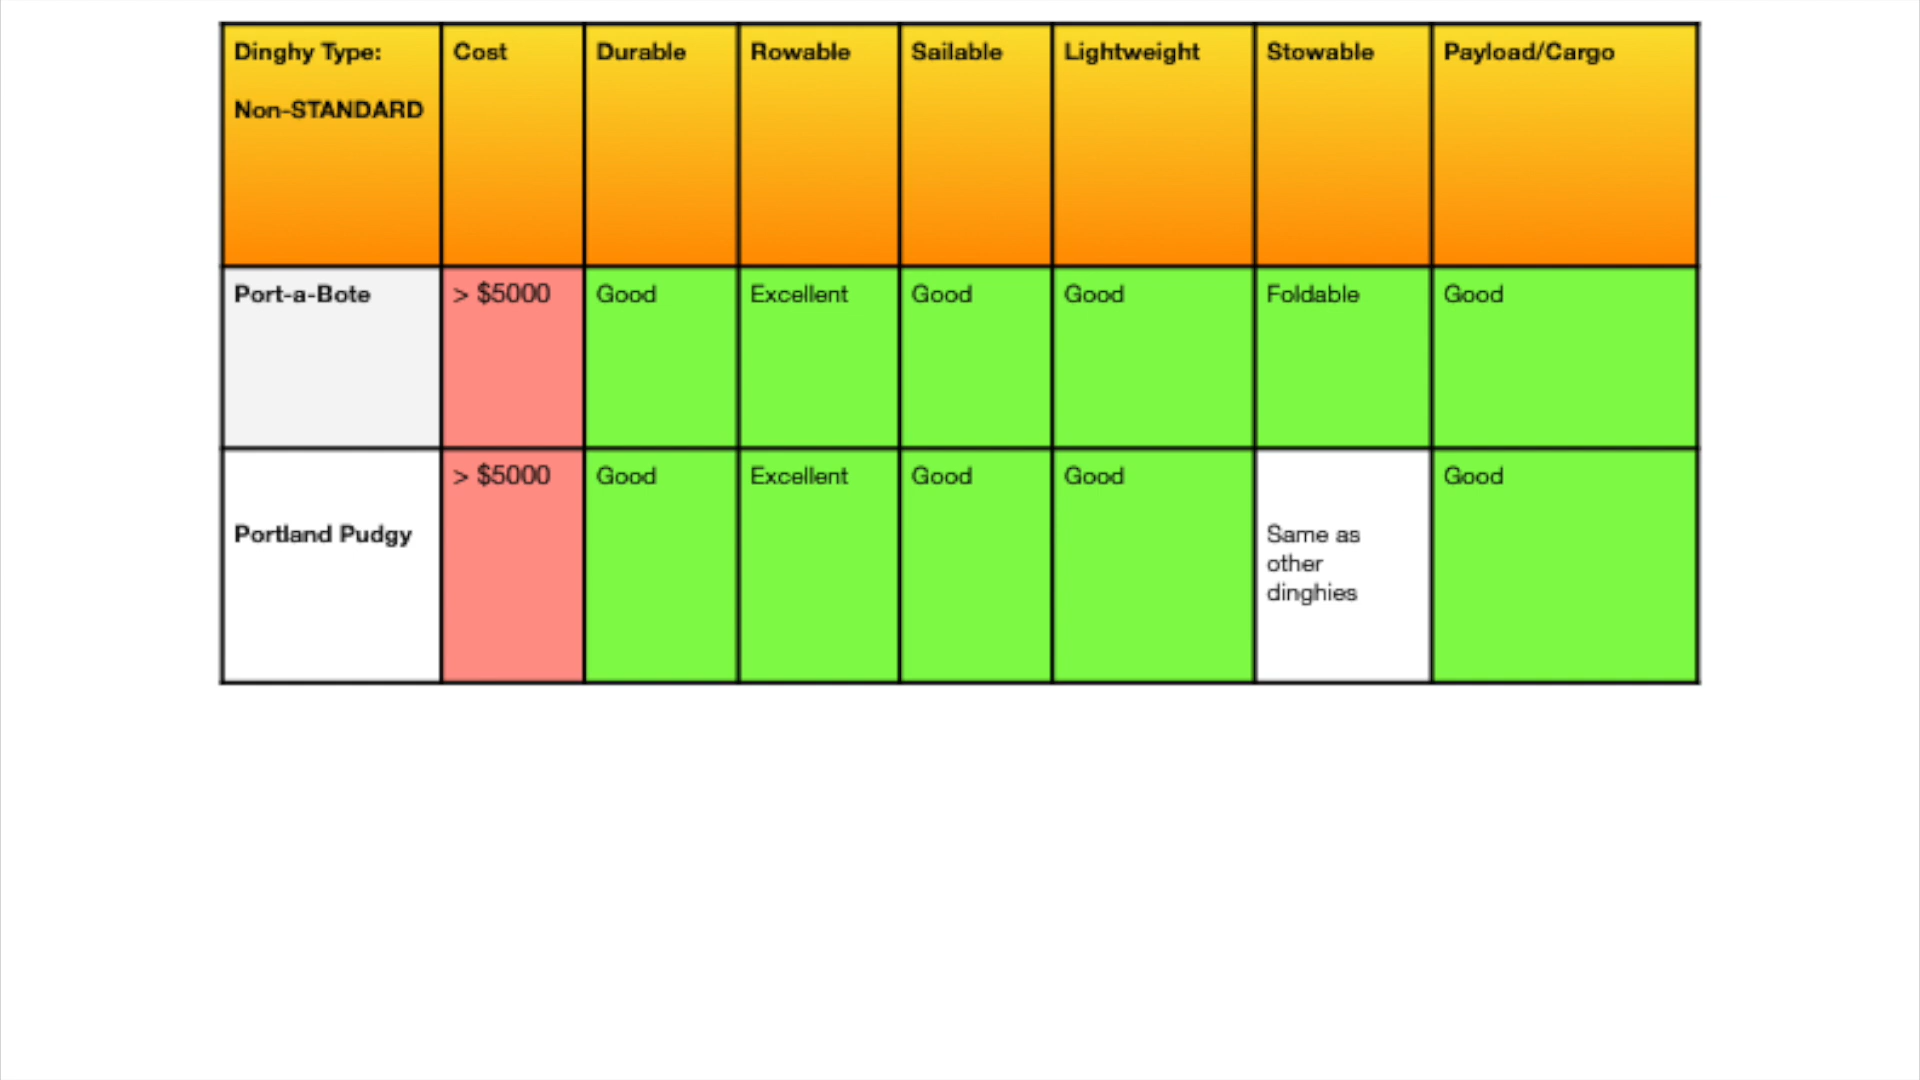 Dinghy Type: Cost Durable Rowable Sailable Lightweight Stowable Payload/Cargo
Non-STANDARD
Port-a-Bote > $5000 Good Excellent Good Good Foldable Good
> $5000 Good Excellent Good Good Good
Portland Pudgy Same as
other
dinghies